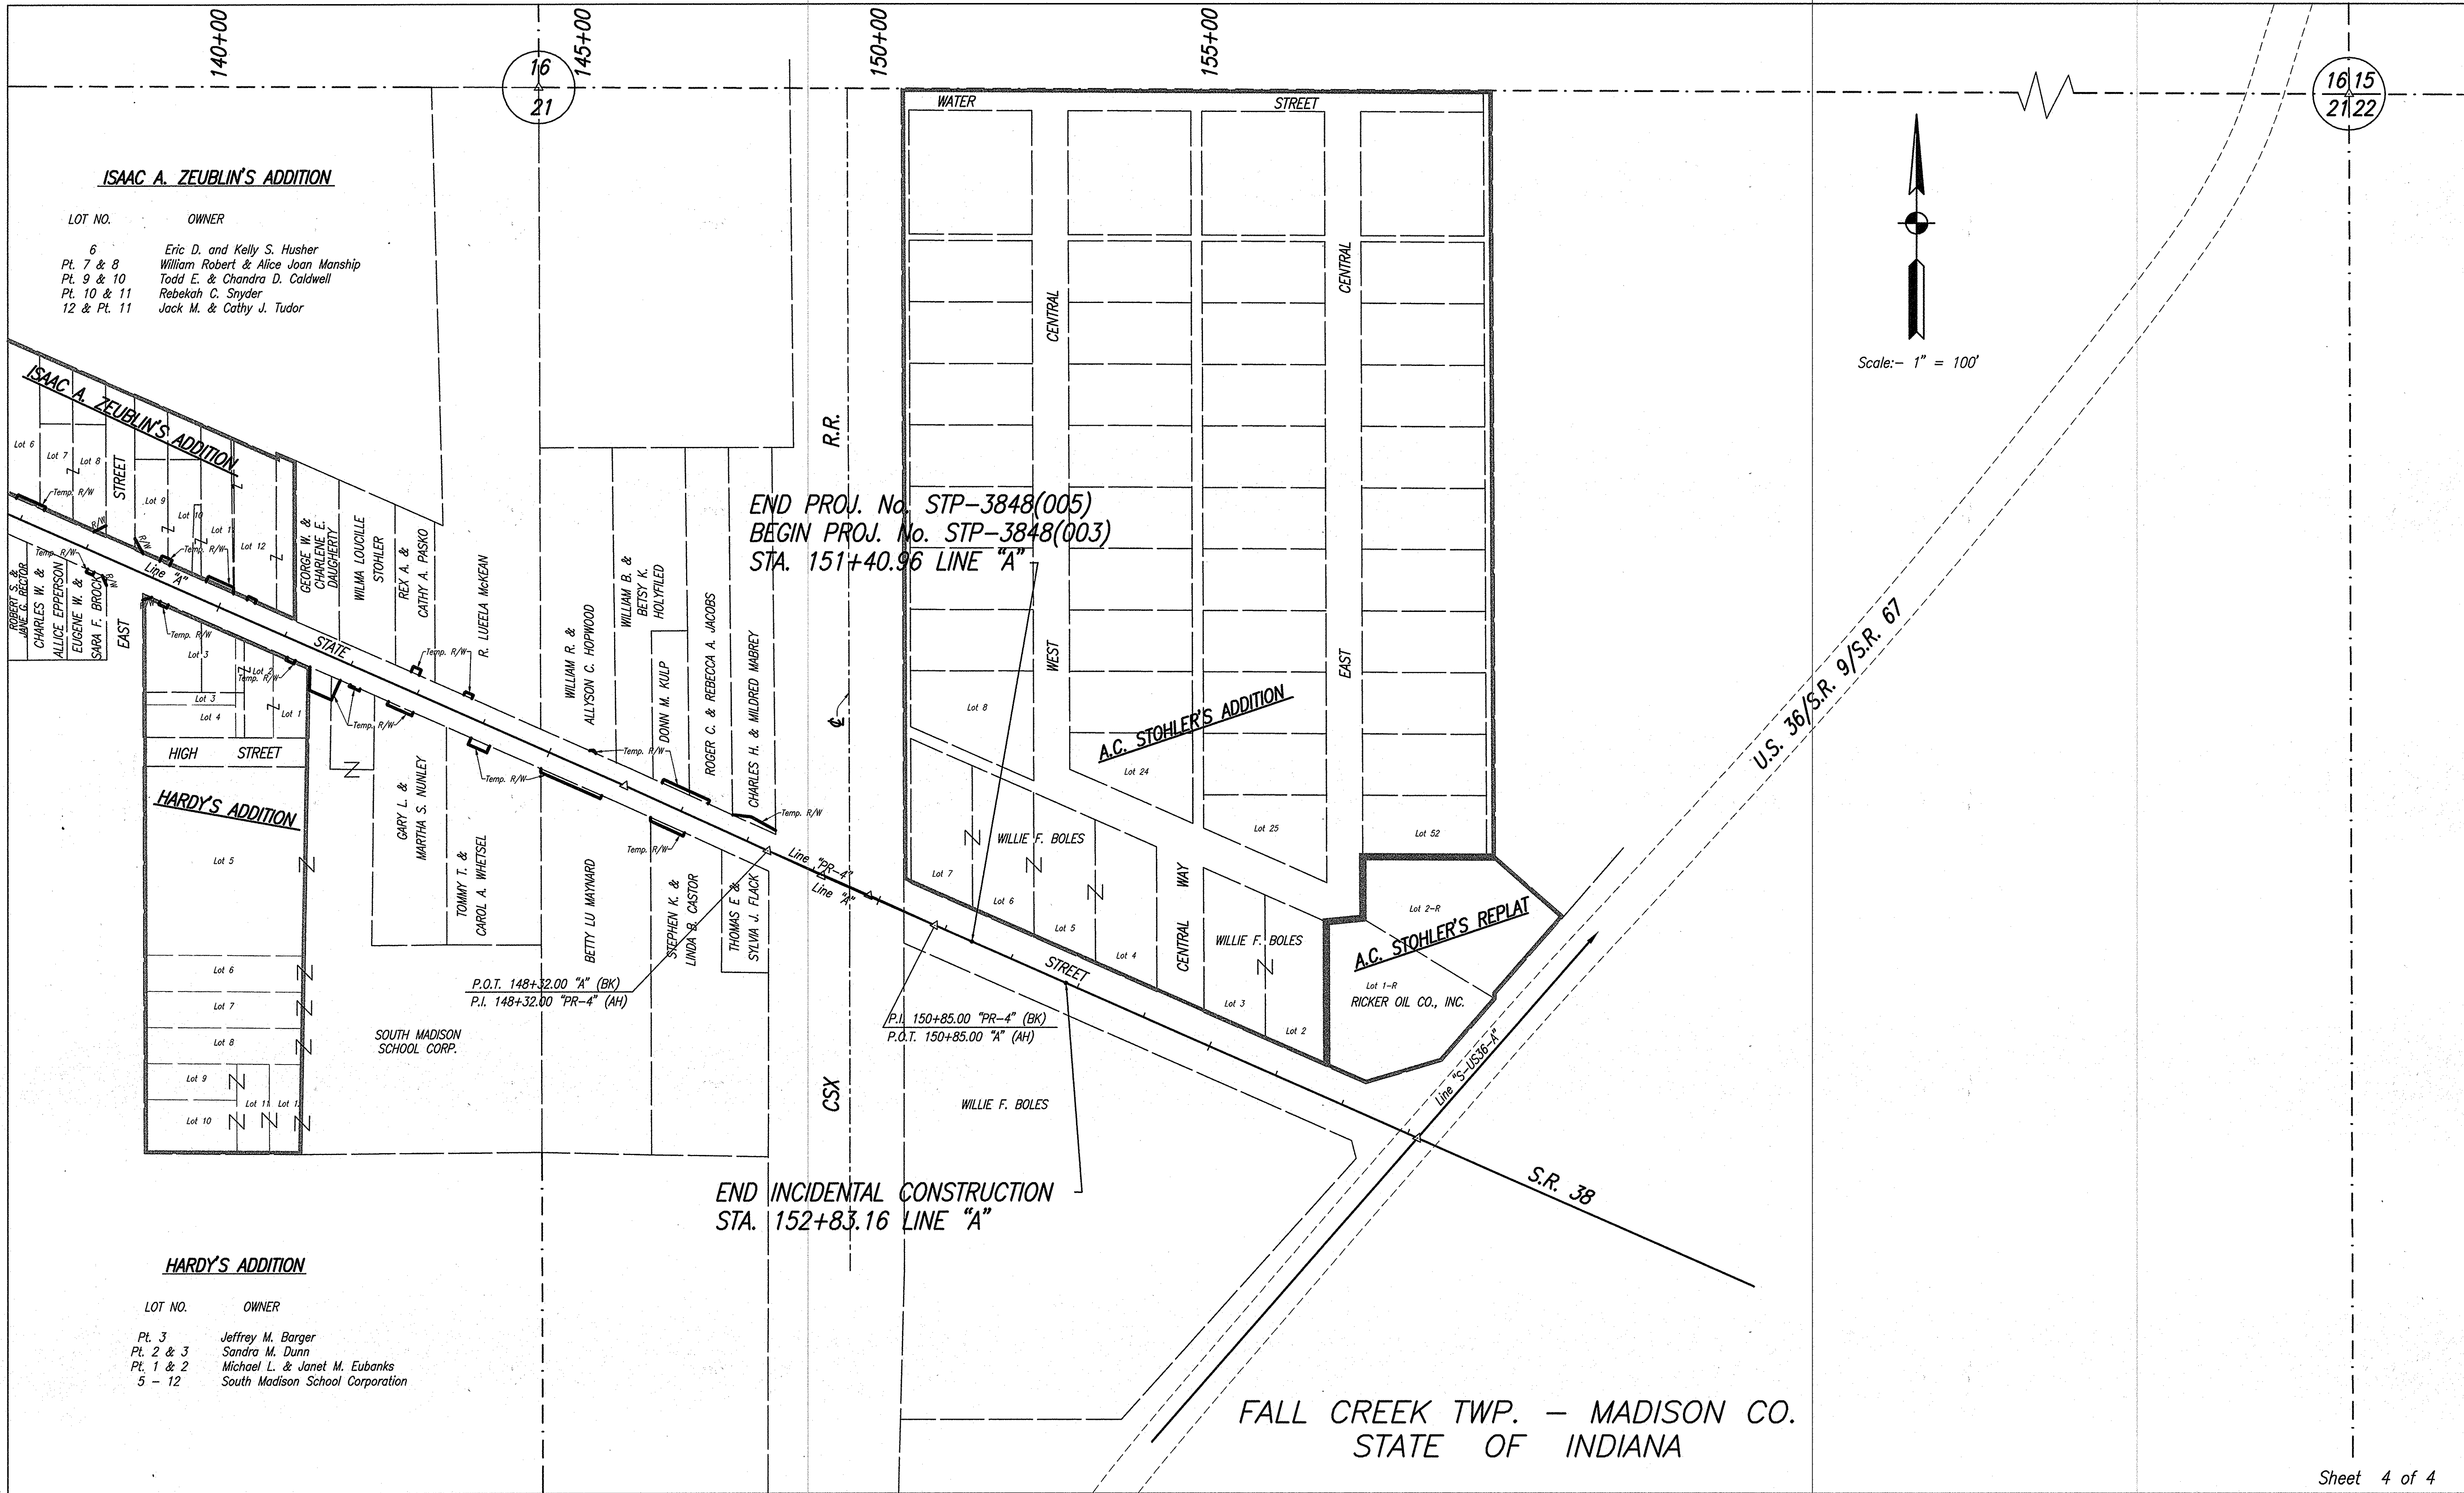 140+00
145+00
150+00
155+00
16
21
16 15
21 22
WATER STREET
ISAAC A. ZEUBLIN'S ADDITION
LOT NO. OWNER
6 Eric D. and Kelly S. Husher
Pt. 7 & 8 William Robert & Alice Joan Manship
Pt. 9 & 10 Todd E. & Chandra D. Caldwell
Pt. 10 & 11 Rebekah C. Snyder
12 & Pt. 11 Jack M. & Cathy J. Tudor
Scale:- 1" = 100'
ISAAC A. ZEUBLIN'S ADDITION
Lot 6
Lot 7
Lot 8
STREET
Lot 9
Lot 10
Lot 11
Lot 12
Temp. R/W
R/W
R/W
Temp. R/W
Temp. R/W
R/W
Line "A"
ROBERT S. &
JANE G. RECTOR
CHARLES W. &
ALLICE EPPERSON
EUGENE W. &
SARA F. BROCK
EAST
GEORGE W. &
CHARLENE E.
DAUGHERTY
WILMA LOUCILLE
STOHLER
REX A. &
CATHY A. PASKO
R. LUEELA McKEAN
Temp. R/W
STATE
WILLIAM R. &
ALLYSON C. HOPWOOD
WILLIAM B. &
BETSY K.
HOLYFILED
DONN M. KULP
ROGER C. & REBECCA A. JACOBS
CHARLES H. & MILDRED MABREY
Temp. R/W
Temp. R/W
R.R.
℄
CSX
END PROJ. No. STP-3848(005)
BEGIN PROJ. No. STP-3848(003)
STA. 151+40.96 LINE "A"
CENTRAL
WEST
CENTRAL
EAST
A.C. STOHLER'S ADDITION
Lot 8
Lot 24
Lot 25
Lot 52
Lot 7
Lot 6
Lot 5
Lot 4
WILLIE F. BOLES
CENTRAL WAY
WILLIE F. BOLES
Lot 3
Lot 2
Lot 2-R
A.C. STOHLER'S REPLAT
Lot 1-R
RICKER OIL CO., INC.
U.S. 36/S.R. 9/S.R. 67
Line "S-US36-A"
S.R. 38
STREET
Temp. R/W
Lot 3
Lot 2
Temp. R/W
Lot 3
Lot 4
Lot 1
Temp. R/W
HIGH STREET
HARDY'S ADDITION
Lot 5
Lot 6
Lot 7
Lot 8
Lot 9
Lot 10
Lot 11
Lot 12
GARY L. &
MARTHA S. NUNLEY
TOMMY T. &
CAROL A. WHETSEL
Temp. R/W
BETTY LU MAYNARD
Temp. R/W
STEPHEN K. &
LINDA B. CASTOR
THOMAS E &
SYLVIA J. FLACK
Line "PR-4"
Line "A"
P.O.T. 148+32.00 "A" (BK)
P.I. 148+32.00 "PR-4" (AH)
P.I. 150+85.00 "PR-4" (BK)
P.O.T. 150+85.00 "A" (AH)
SOUTH MADISON
SCHOOL CORP.
WILLIE F. BOLES
END INCIDENTAL CONSTRUCTION
STA. 152+83.16 LINE "A"
HARDY'S ADDITION
LOT NO. OWNER
Pt. 3 Jeffrey M. Barger
Pt. 2 & 3 Sandra M. Dunn
Pt. 1 & 2 Michael L. & Janet M. Eubanks
5 - 12 South Madison School Corporation
FALL CREEK TWP. - MADISON CO.
STATE OF INDIANA
Sheet 4 of 4